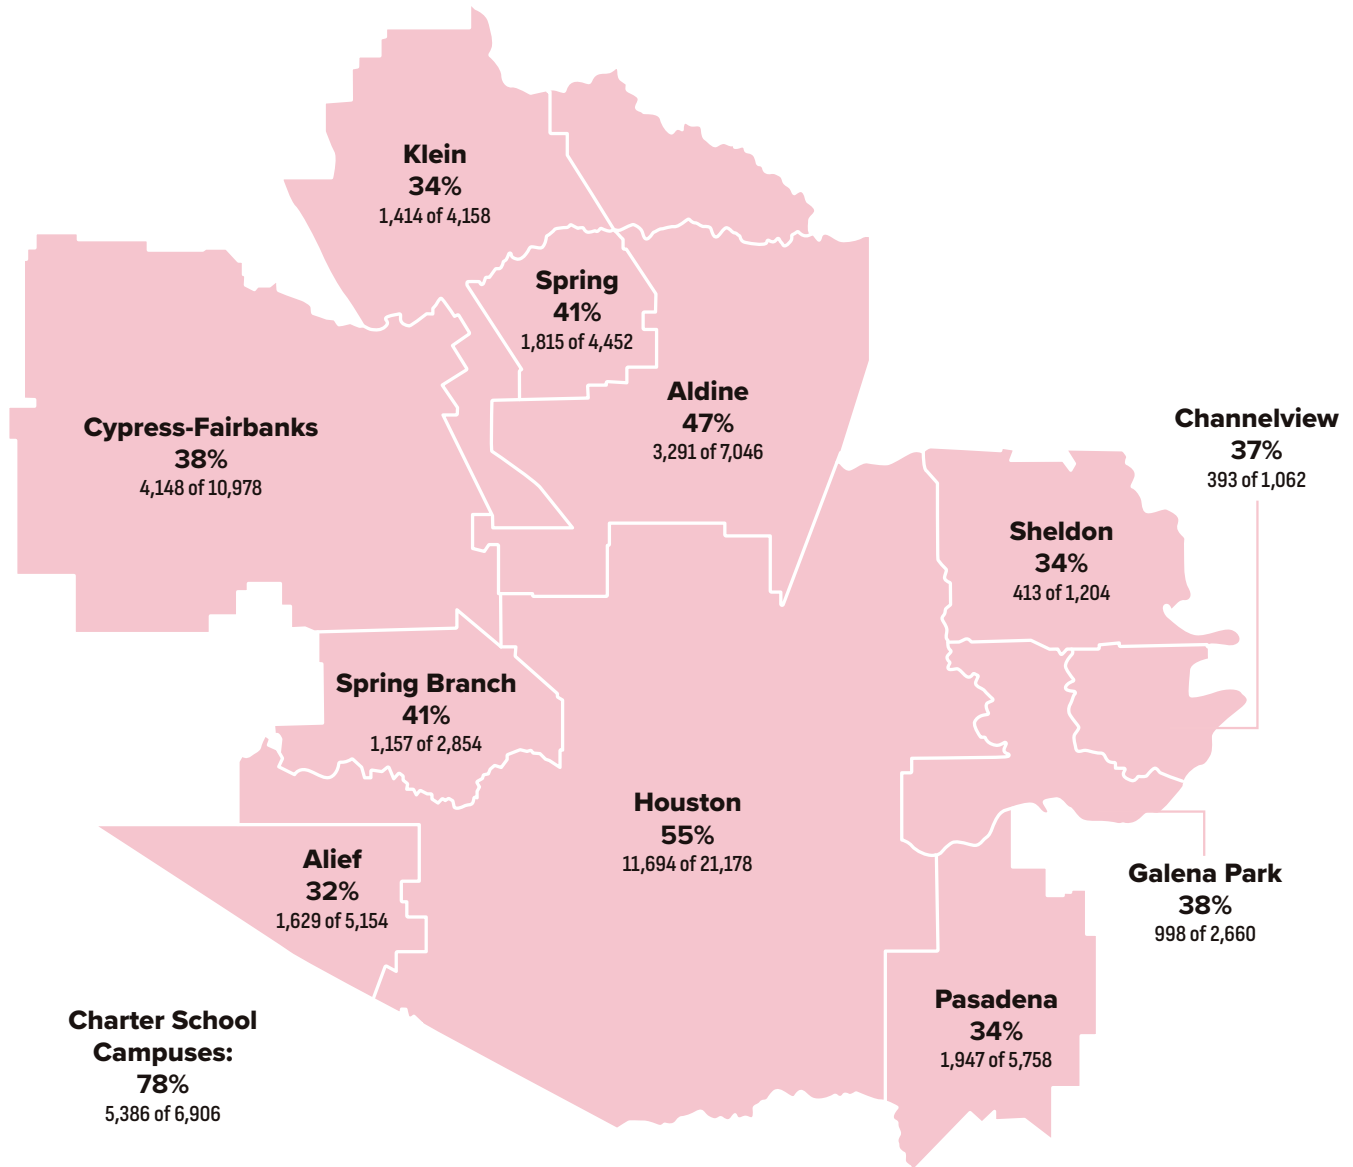 Klein
34%
1,414 of 4,158
Spring
41%
1,815 of 4,452
Aldine
47%
3,291 of 7,046
Cypress-Fairbanks
38%
4,148 of 10,978
Channelview
37%
393 of 1,062
Sheldon
34%
413 of 1,204
Spring Branch
41%
1,157 of 2,854
Houston
55%
11,694 of 21,178
Alief
32%
1,629 of 5,154
Galena Park
38%
998 of 2,660
Pasadena
34%
1,947 of 5,758
Charter School
Campuses:
78%
5,386 of 6,906